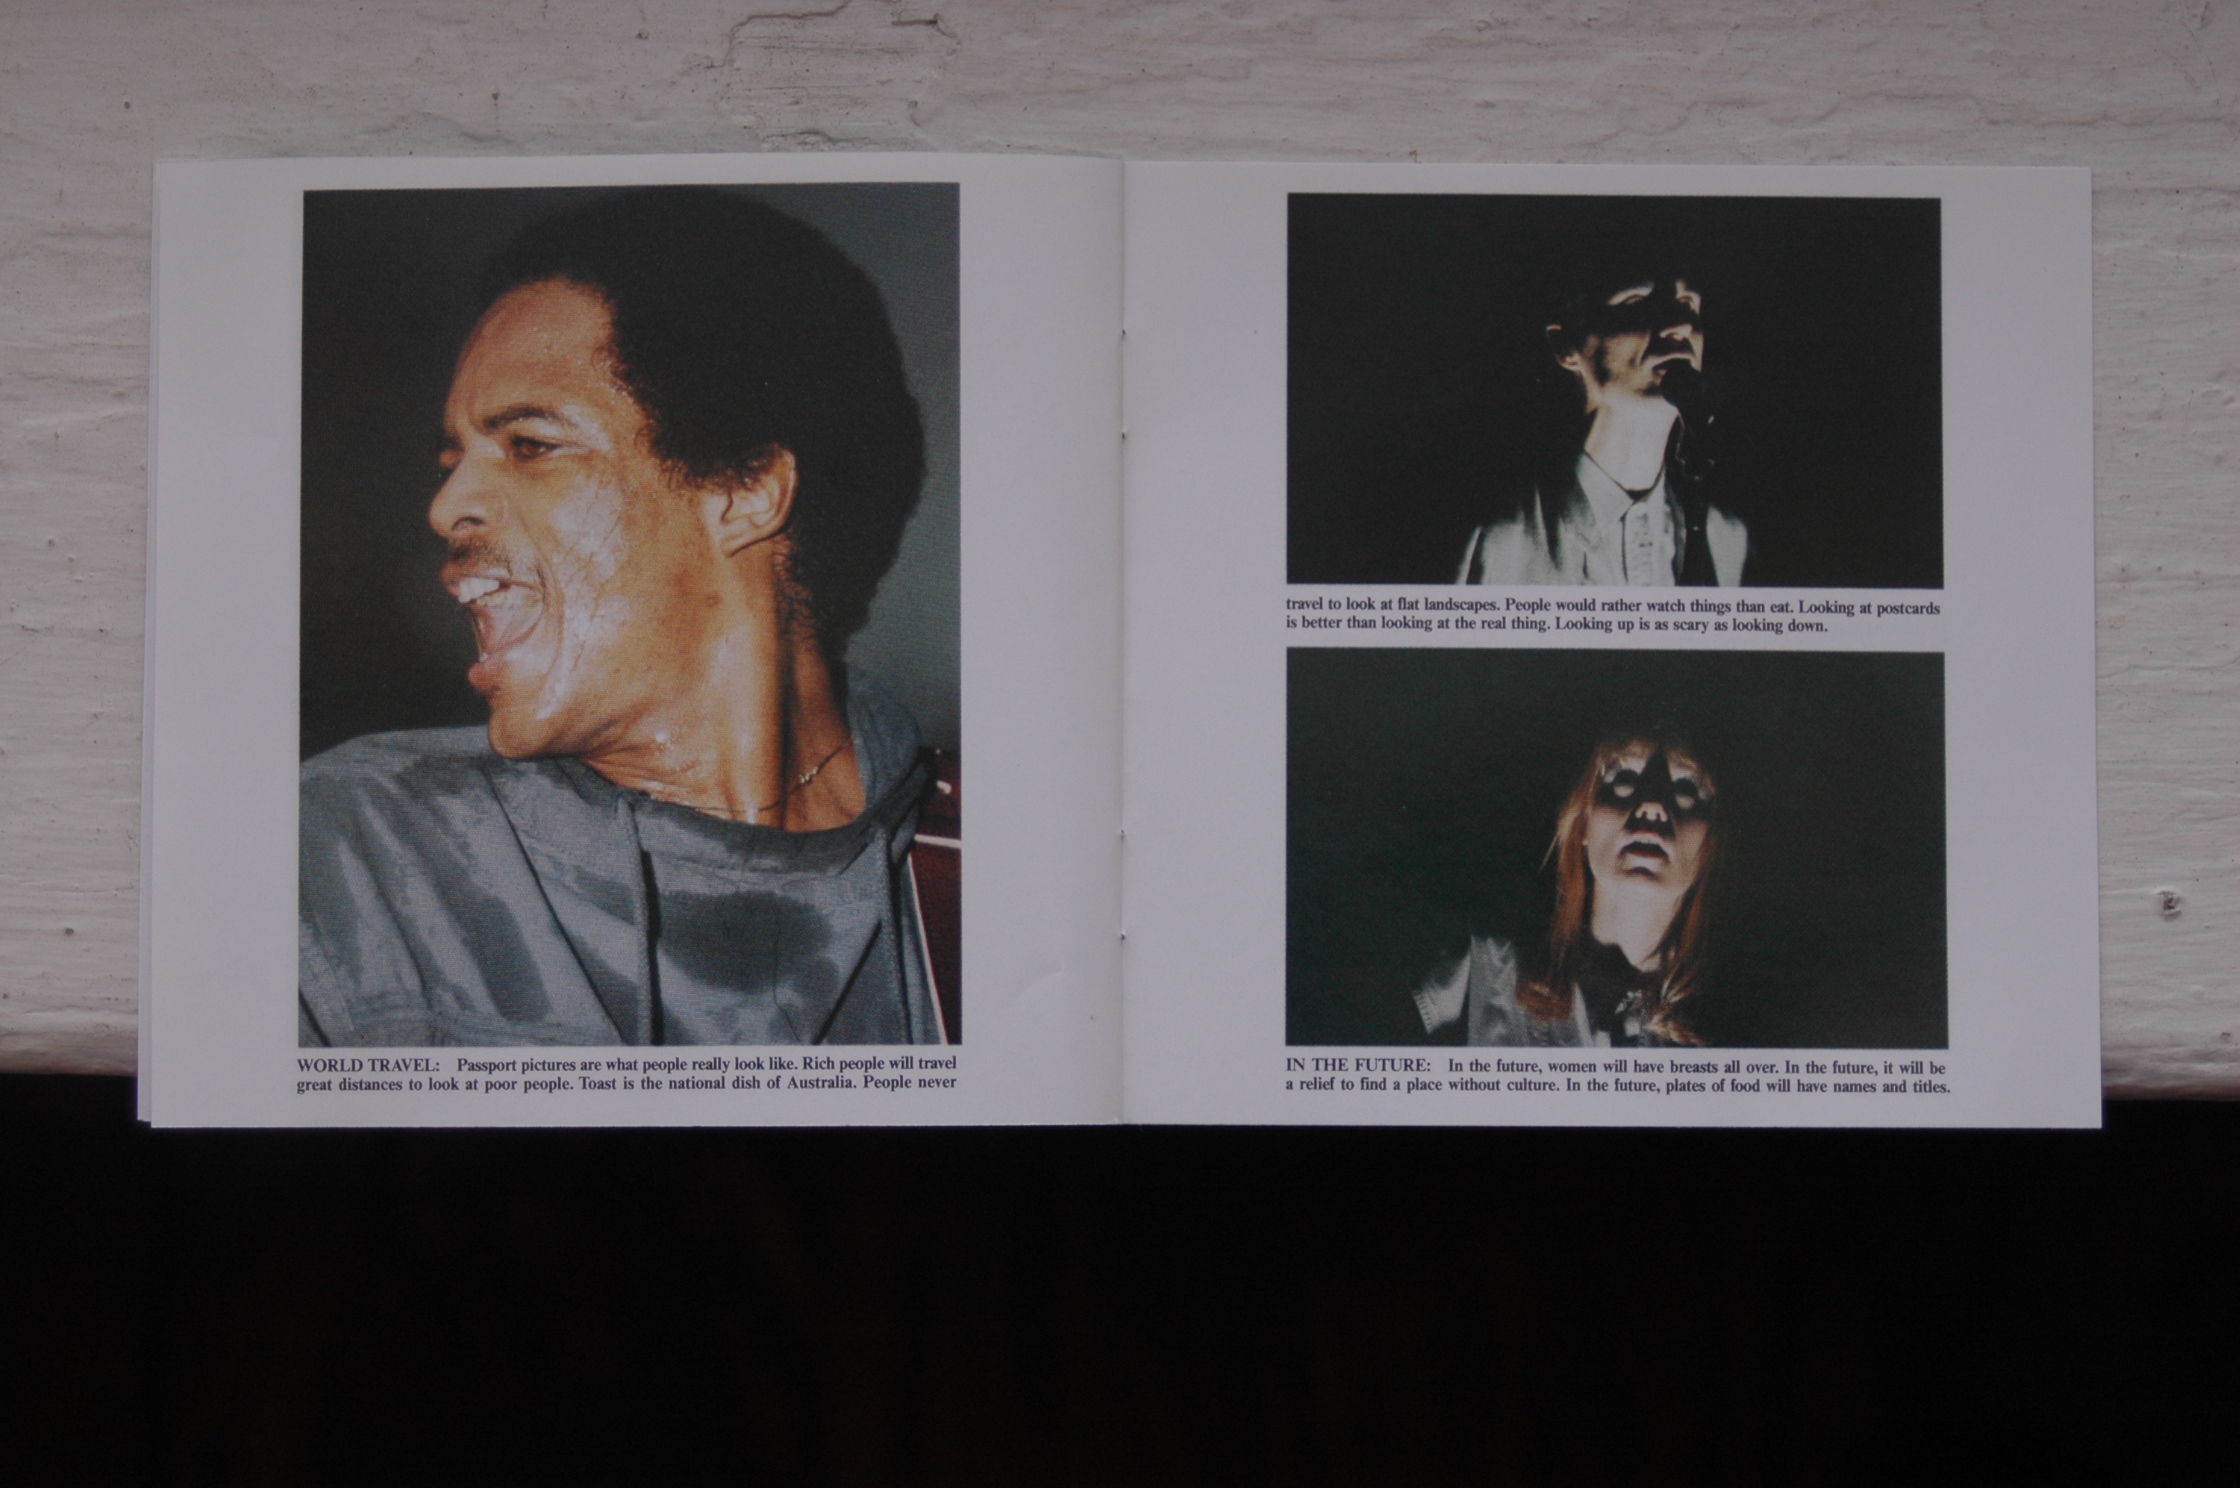 WORLD TRAVEL: Passport pictures are what people really look like. Rich people will travel
great distances to look at poor people. Toast is the national dish of Australia. People never
travel to look at flat landscapes. People would rather watch things than eat. Looking at postcards
is better than looking at the real thing. Looking up is as scary as looking down.
IN THE FUTURE: In the future, women will have breasts all over. In the future, it will be
a relief to find a place without culture. In the future, plates of food will have names and titles.